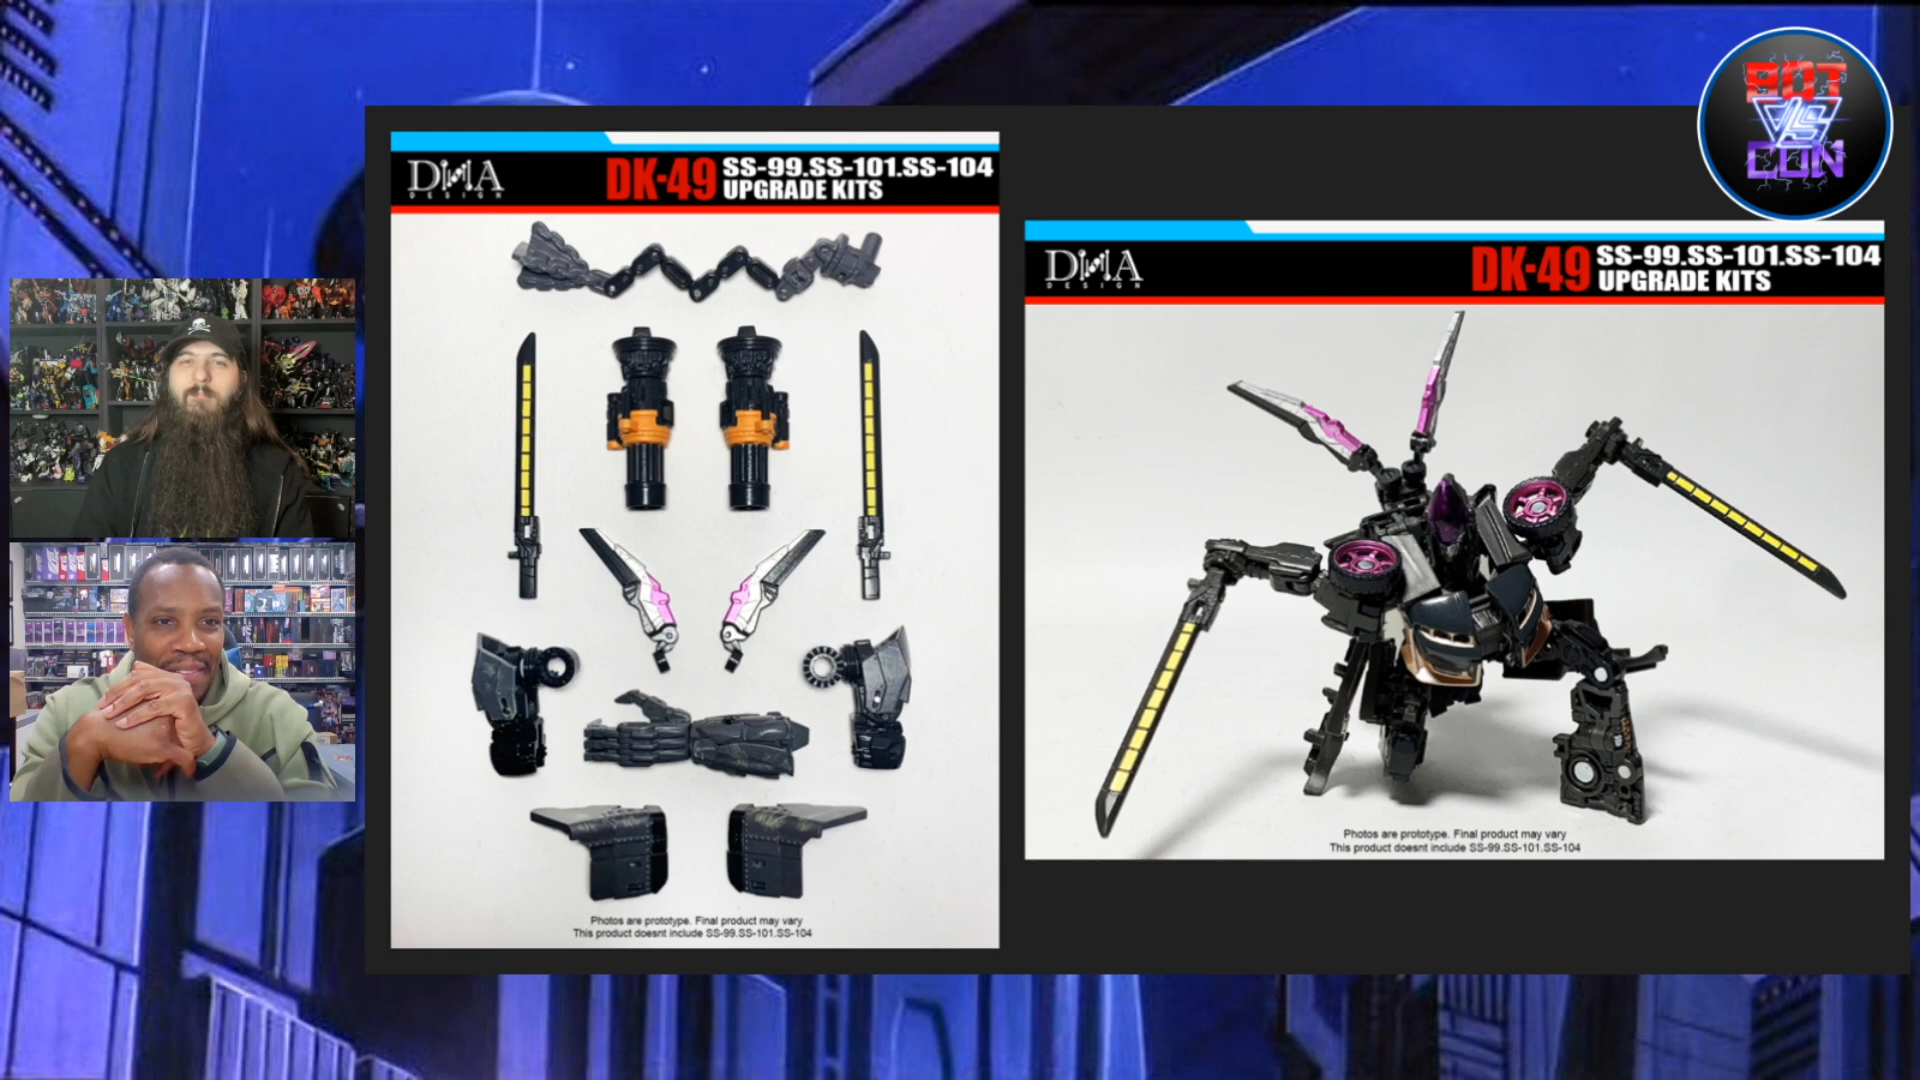 BOT
VS
CON
DNA
DESIGN
DK-49
SS-99.SS-101.SS-104
UPGRADE KITS
Photos are prototype. Final product may vary
This product doesnt include SS-99.SS-101.SS-104
DNA
DESIGN
DK-49
SS-99.SS-101.SS-104
UPGRADE KITS
Photos are prototype. Final product may vary
This product doesnt include SS-99.SS-101.SS-104